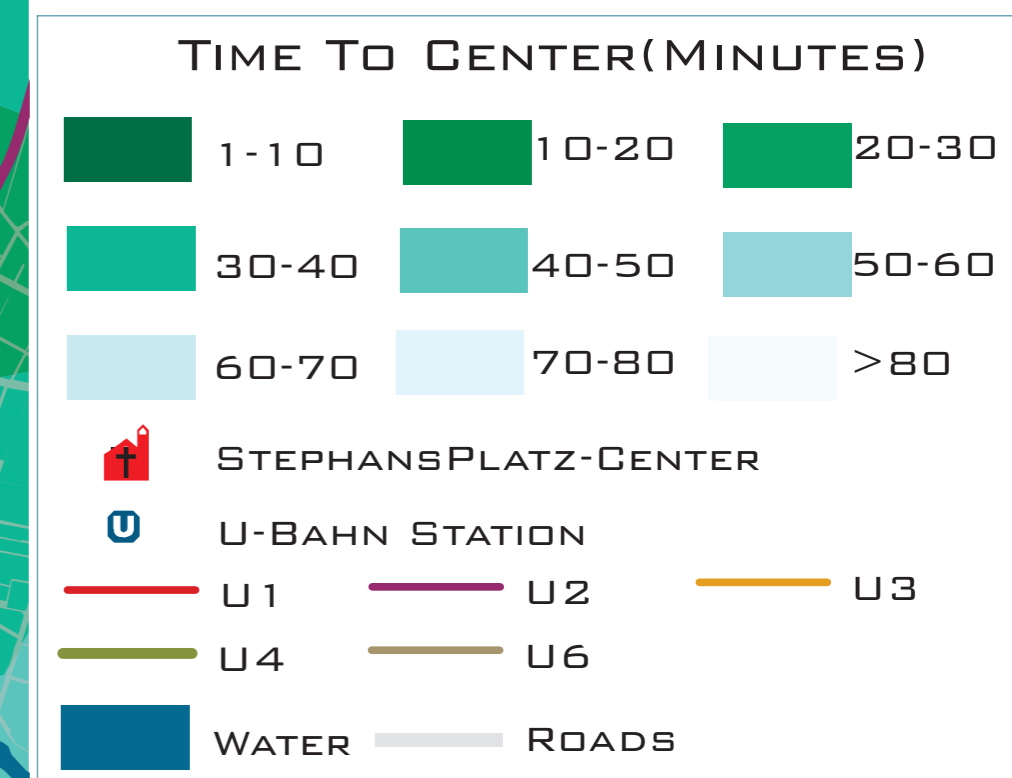 Time To Center(Minutes)
1-10 10-20 20-30
30-40 40-50 50-60
60-70 70-80 >80
StephansPlatz-Center
U
U-Bahn Station
U1 U2 U3
U4 U6
Water Roads